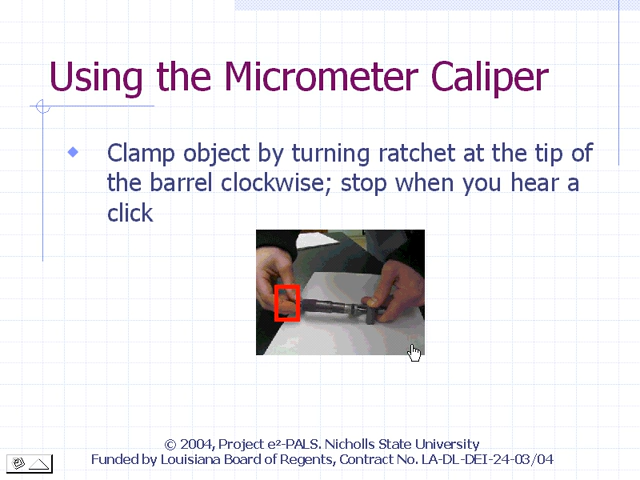 Using the Micrometer Caliper
Clamp object by turning ratchet at the tip of
the barrel clockwise; stop when you hear a
click
© 2004, Project e²-PALS. Nicholls State University
Funded by Louisiana Board of Regents, Contract No. LA-DL-DEI-24-03/04